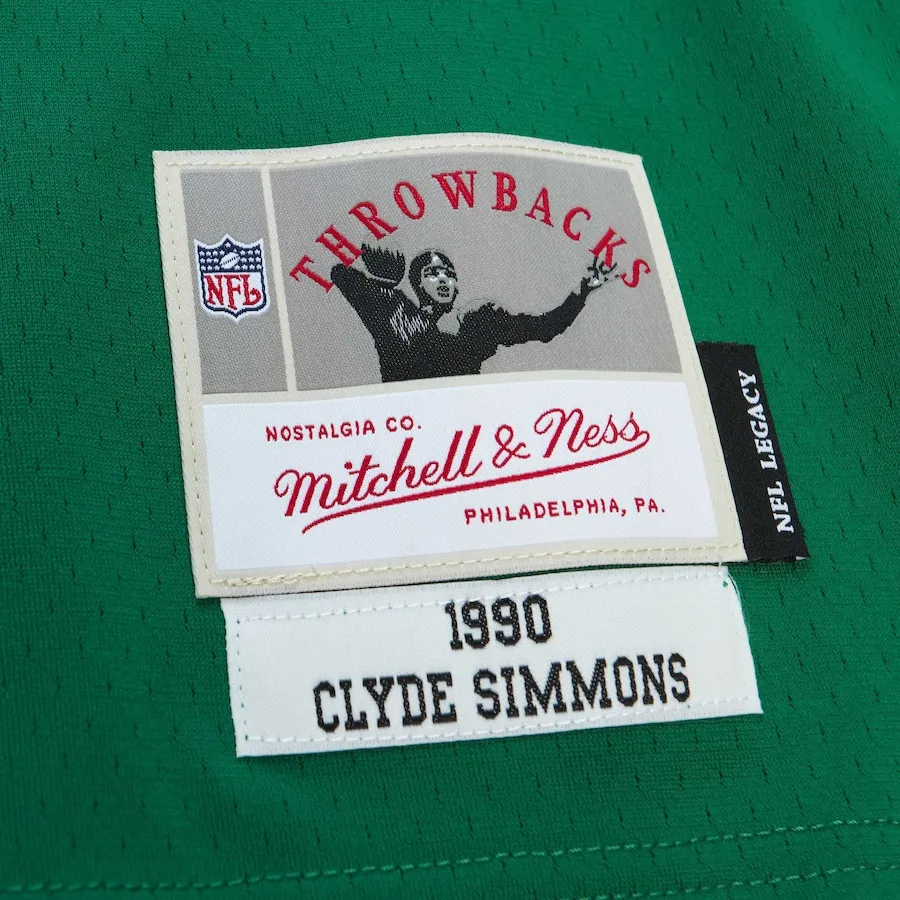 THROWBACKS
NFL
NOSTALGIA CO.
Mitchell & Ness
PHILADELPHIA, PA.
NFL LEGACY
1990
CLYDE SIMMONS